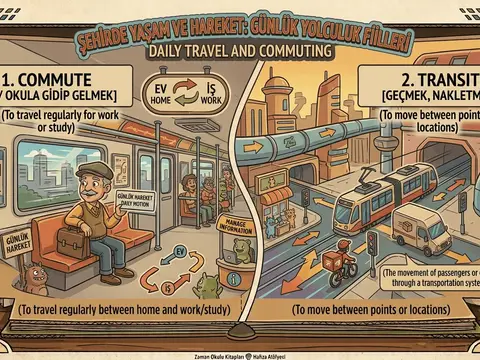 ŞEHİRDE YAŞAM VE HAREKET: GÜNLÜK YOLCULUK FİİLLERİ
DAILY TRAVEL AND COMMUTING
1. COMMUTE
/ OKULA GİDİP GELMEK]
(To travel regularly for work
or study)
EV
HOME
İŞ
WORK
GÜNLÜK HAREKET
DAILY MOTION
GÜNLÜK
HAREKET
EV
İŞ
MANAGE
INFORMATION
i
(To travel regularly between home and work/study)
2. TRANSIT
[GEÇMEK, NAKLETM
(To move between point
locations)
(The movement of passengers or
through a transportation syste
(To move between points or locations)
Zaman Okulu Kitapları Hafıza Atölyesi